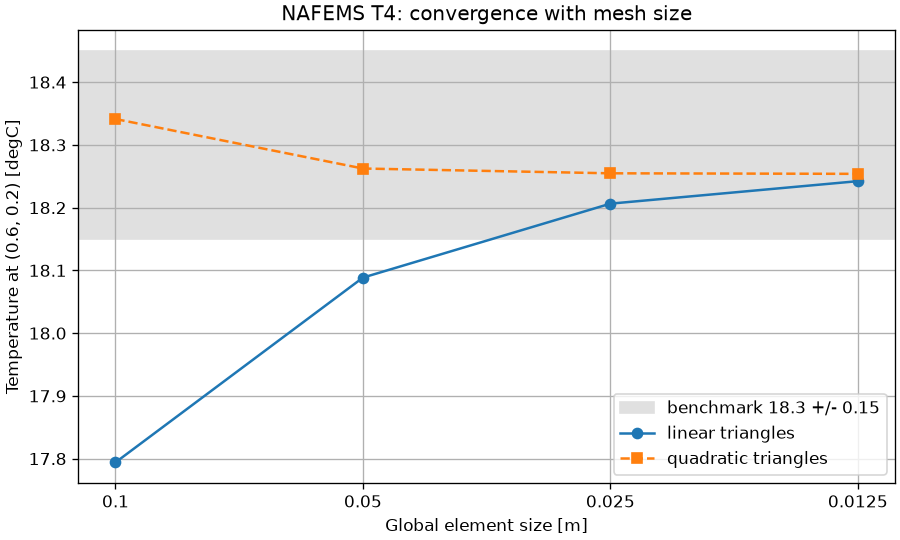 NAFEMS T4: convergence with mesh size
Temperature at (0.6, 0.2) [degC]
18.4
18.3
18.2
18.1
18.0
17.9
17.8
benchmark 18.3 +/- 0.15
linear triangles
quadratic triangles
0.1
0.05
0.025
0.0125
Global element size [m]